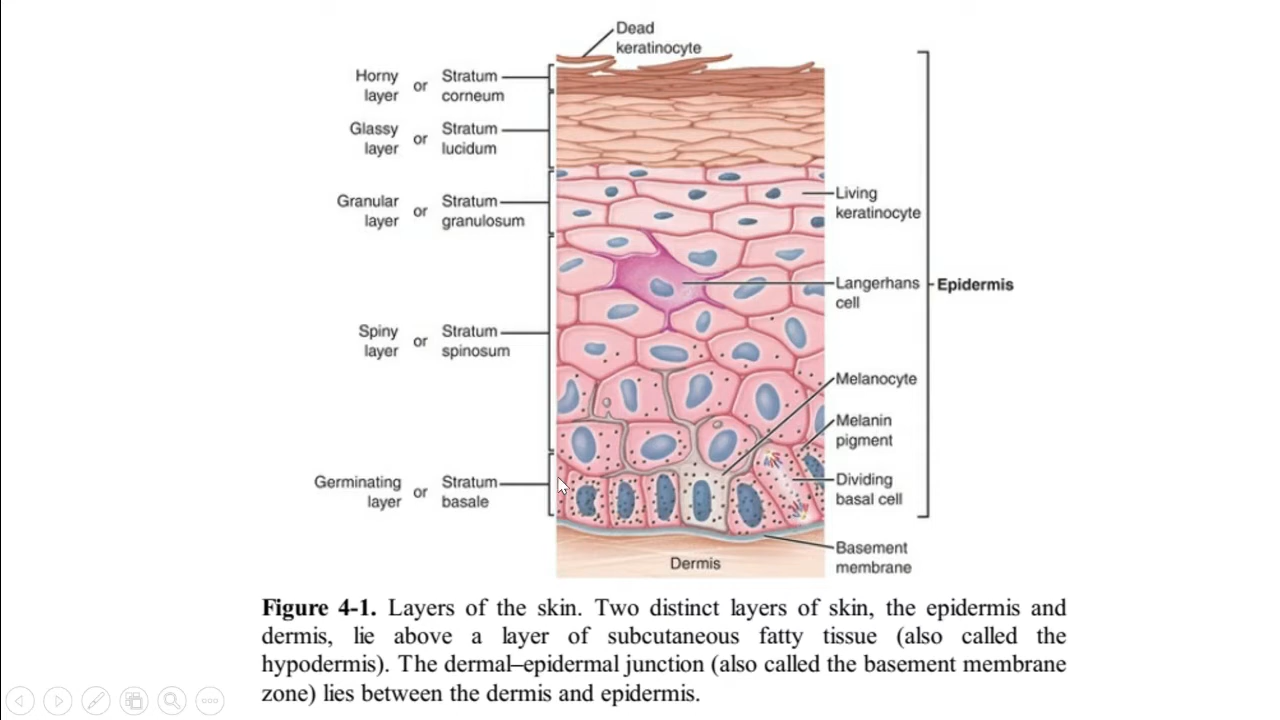 Dead
keratinocyte
Horny
layer
or
Stratum
corneum
Glassy
layer
or
Stratum
lucidum
Granular
layer
or
Stratum
granulosum
Living
keratinocyte
Langerhans
cell
Epidermis
Spiny
layer
or
Stratum
spinosum
Melanocyte
Melanin
pigment
Germinating
layer
or
Stratum
basale
Dividing
basal cell
Basement
membrane
Dermis
Figure 4-1. Layers of the skin. Two distinct layers of skin, the epidermis and
dermis, lie above a layer of subcutaneous fatty tissue (also called the
hypodermis). The dermal–epidermal junction (also called the basement membrane
zone) lies between the dermis and epidermis.